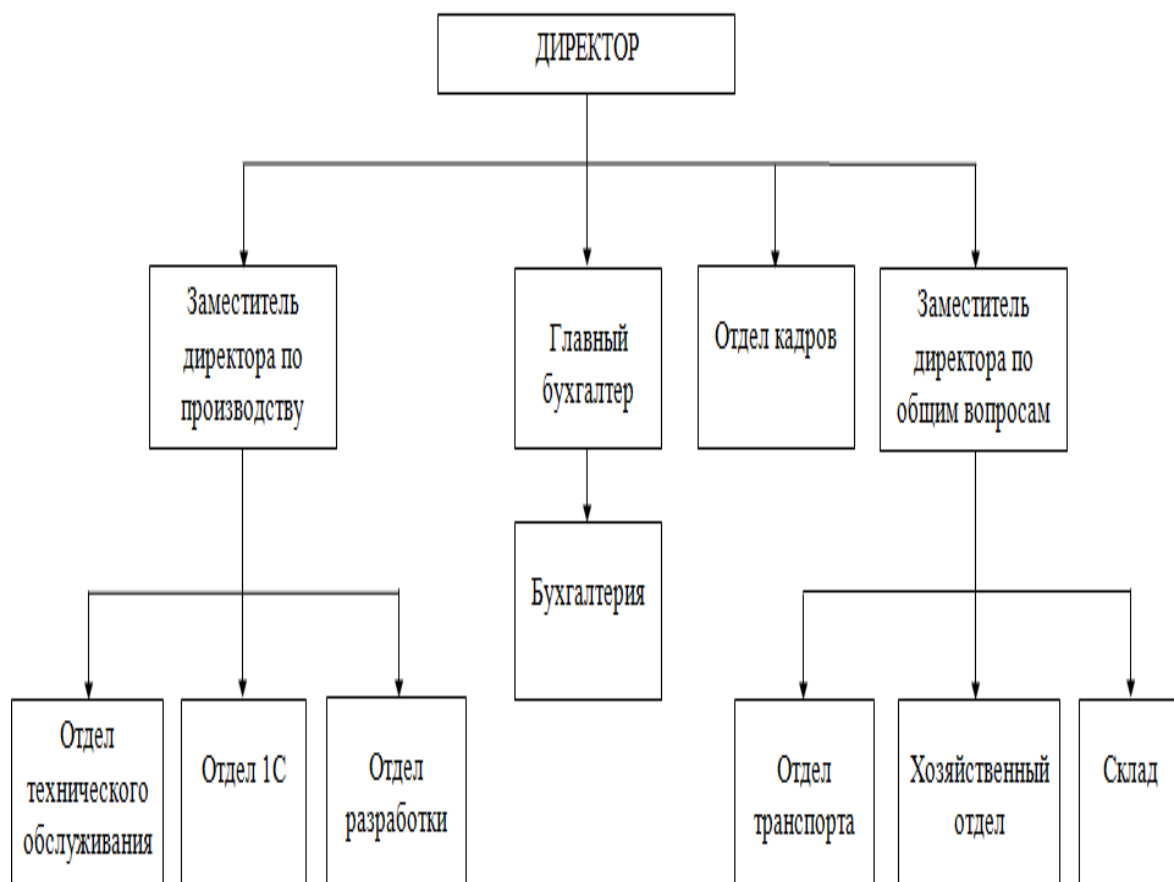 ДИРЕКТОР
Заместитель
директора по
производству
Главный
бухгалтер
Отдел кадров
Заместитель
директора по
общим вопросам
Бухгалтерия
Отдел
технического
обслуживания
Отдел 1С
Отдел
разработки
Отдел
транспорта
Хозяйственный
отдел
Склад